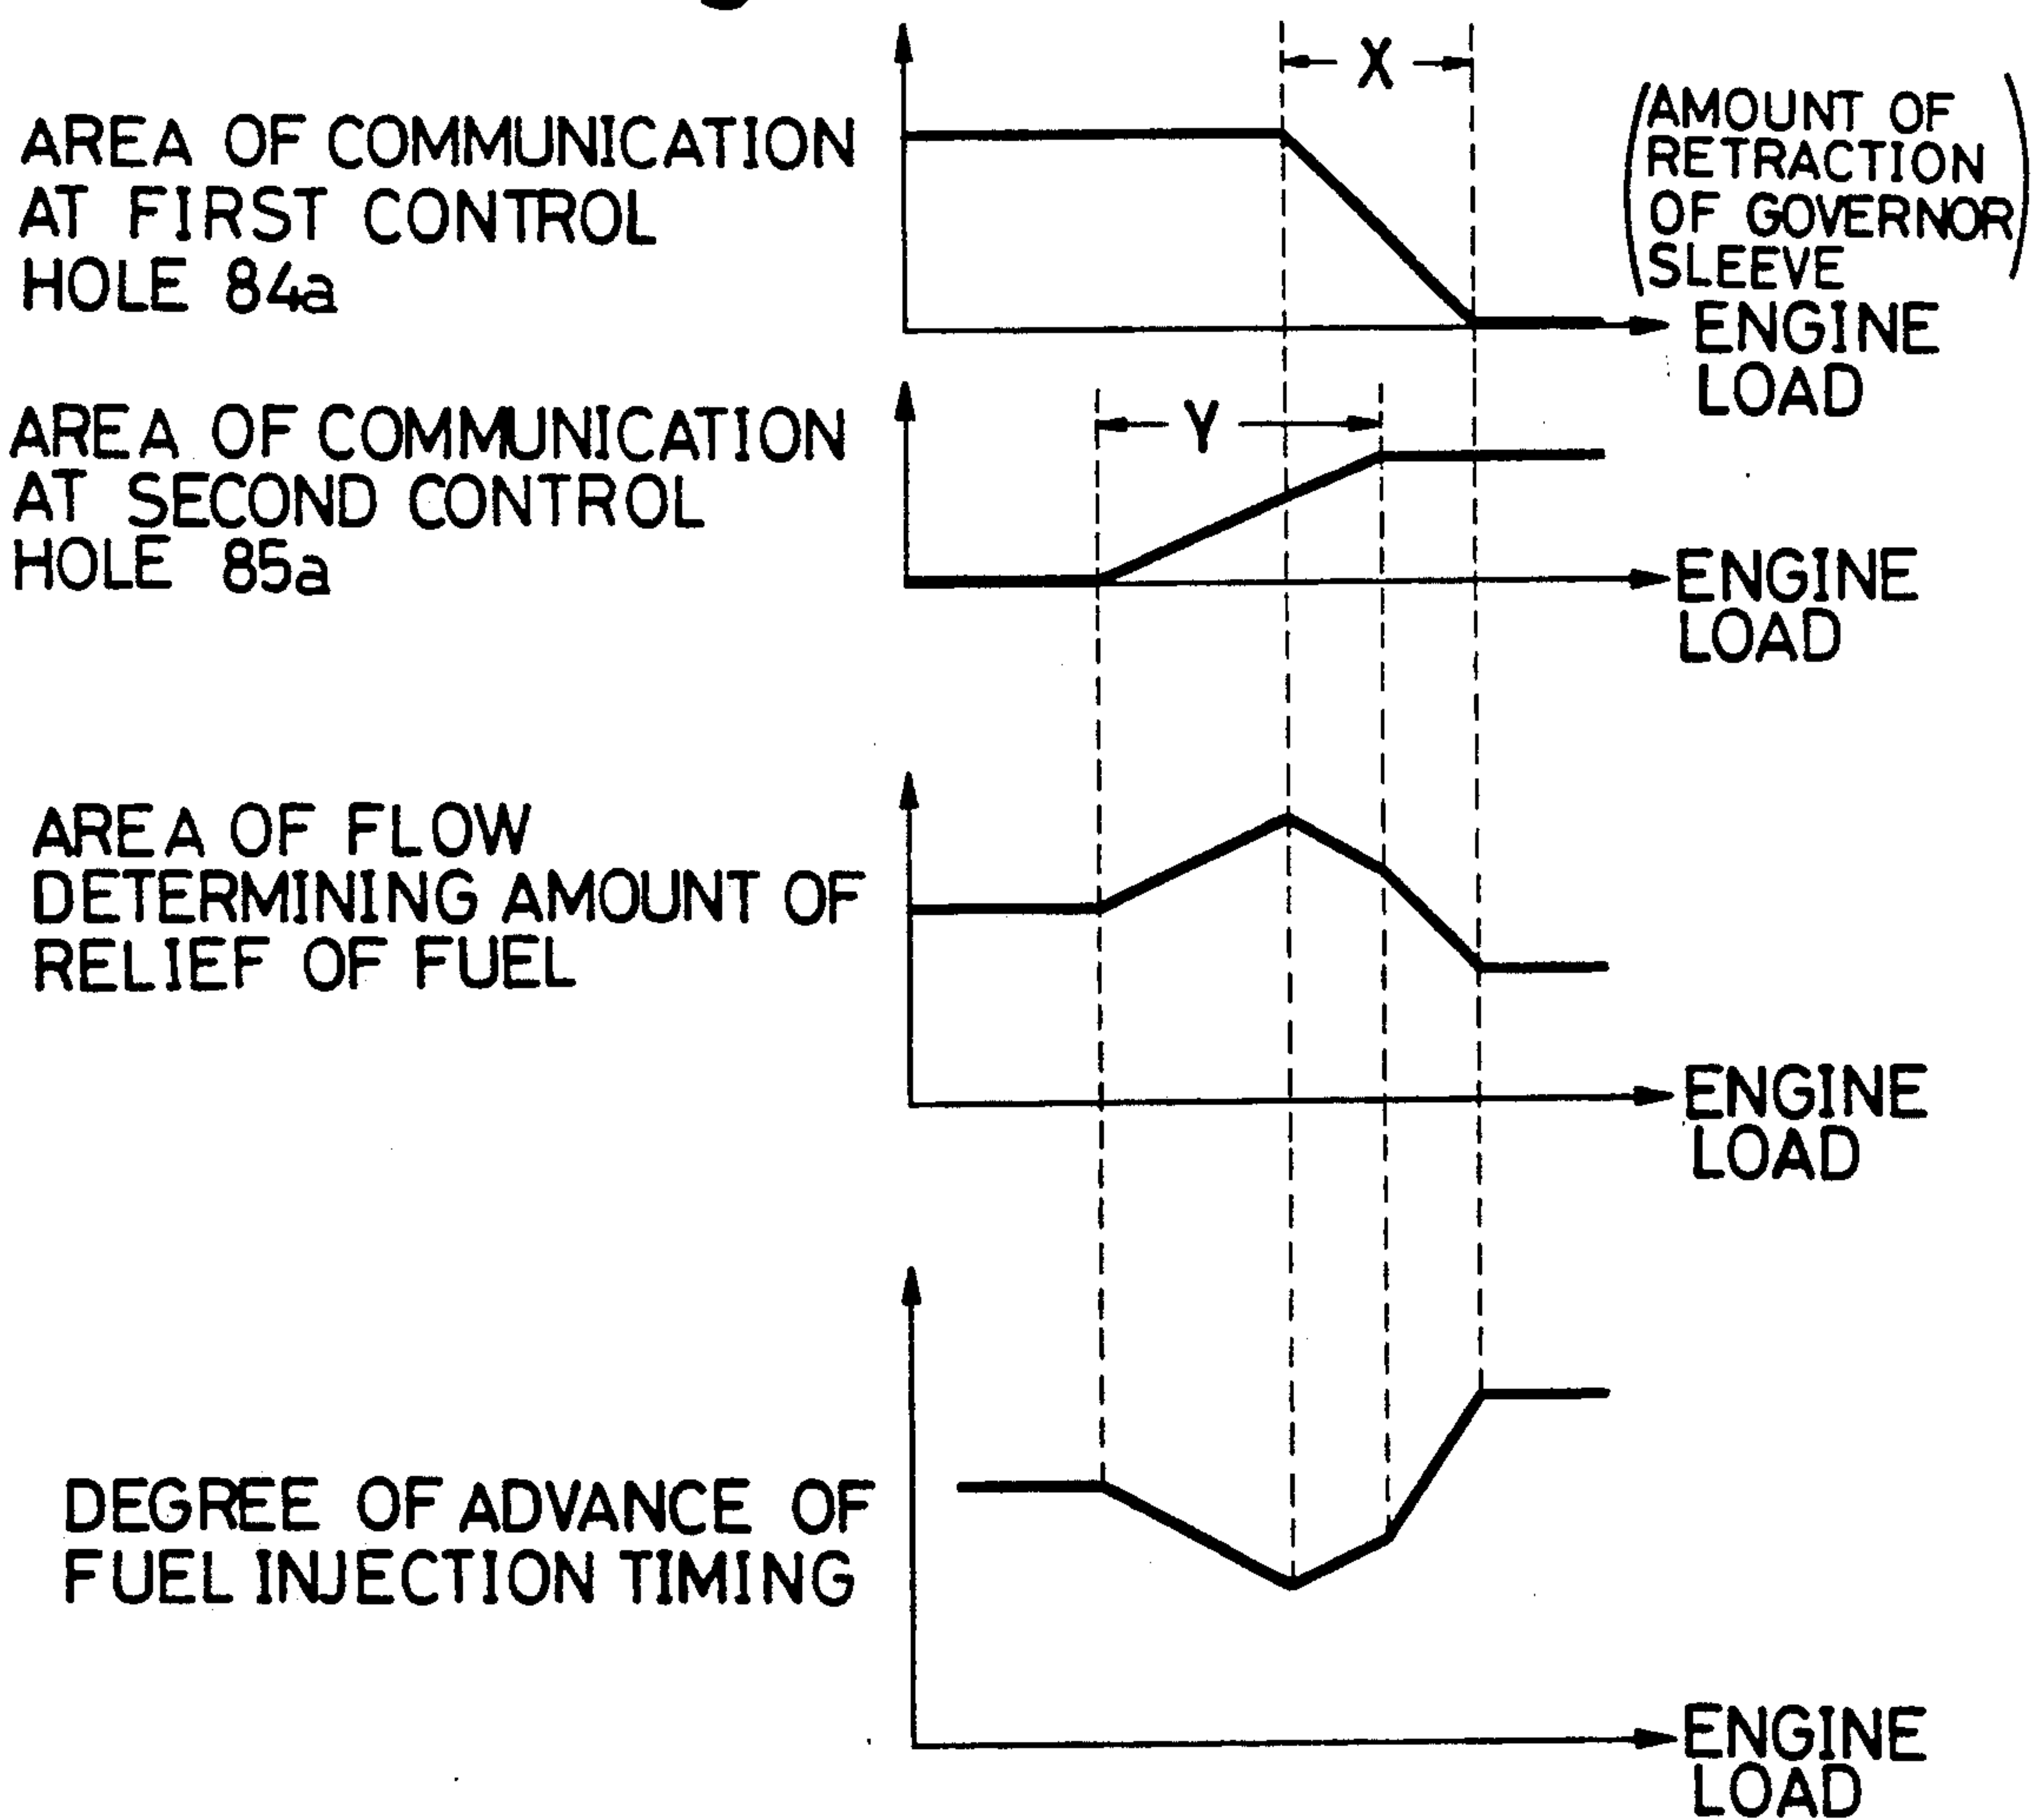 X
AREA OF COMMUNICATION
AT FIRST CONTROL
HOLE 84a
(AMOUNT OF
RETRACTION
OF GOVERNOR
SLEEVE)
ENGINE
LOAD
AREA OF COMMUNICATION
AT SECOND CONTROL
HOLE 85a
Y
ENGINE
LOAD
AREA OF FLOW
DETERMINING AMOUNT OF
RELIEF OF FUEL
ENGINE
LOAD
DEGREE OF ADVANCE OF
FUEL INJECTION TIMING
ENGINE
LOAD